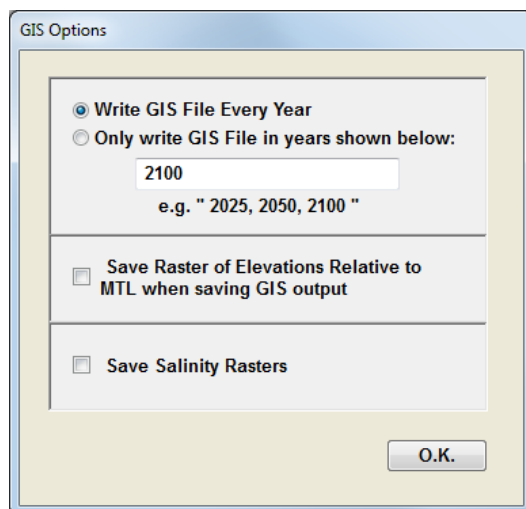 GIS Options
Write GIS File Every Year
Only write GIS File in years shown below:
2100
e.g. " 2025, 2050, 2100 "
Save Raster of Elevations Relative to
MTL when saving GIS output
Save Salinity Rasters
O.K.